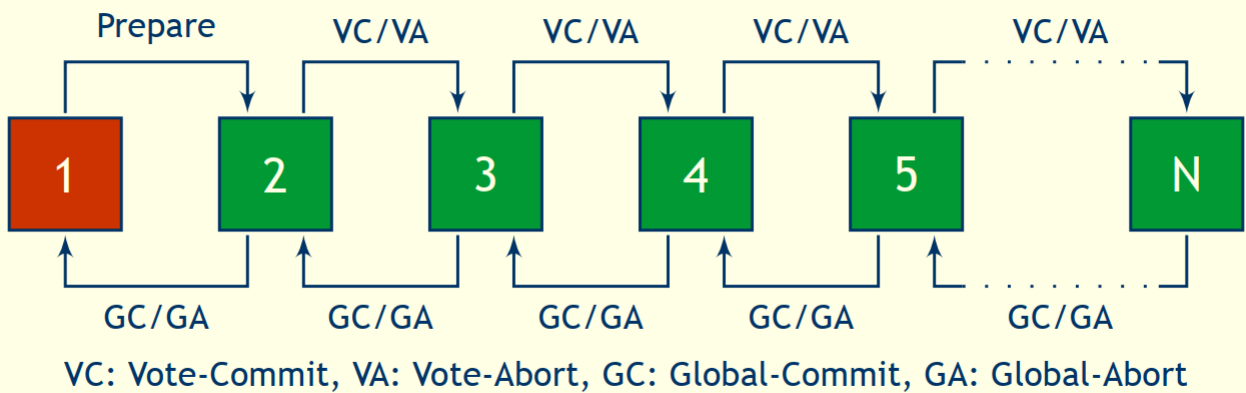 Prepare VC/VA VC/VA VC/VA VC/VA
1 2 3 4 5 N
GC/GA GC/GA GC/GA GC/GA GC/GA
VC: Vote-Commit, VA: Vote-Abort, GC: Global-Commit, GA: Global-Abort